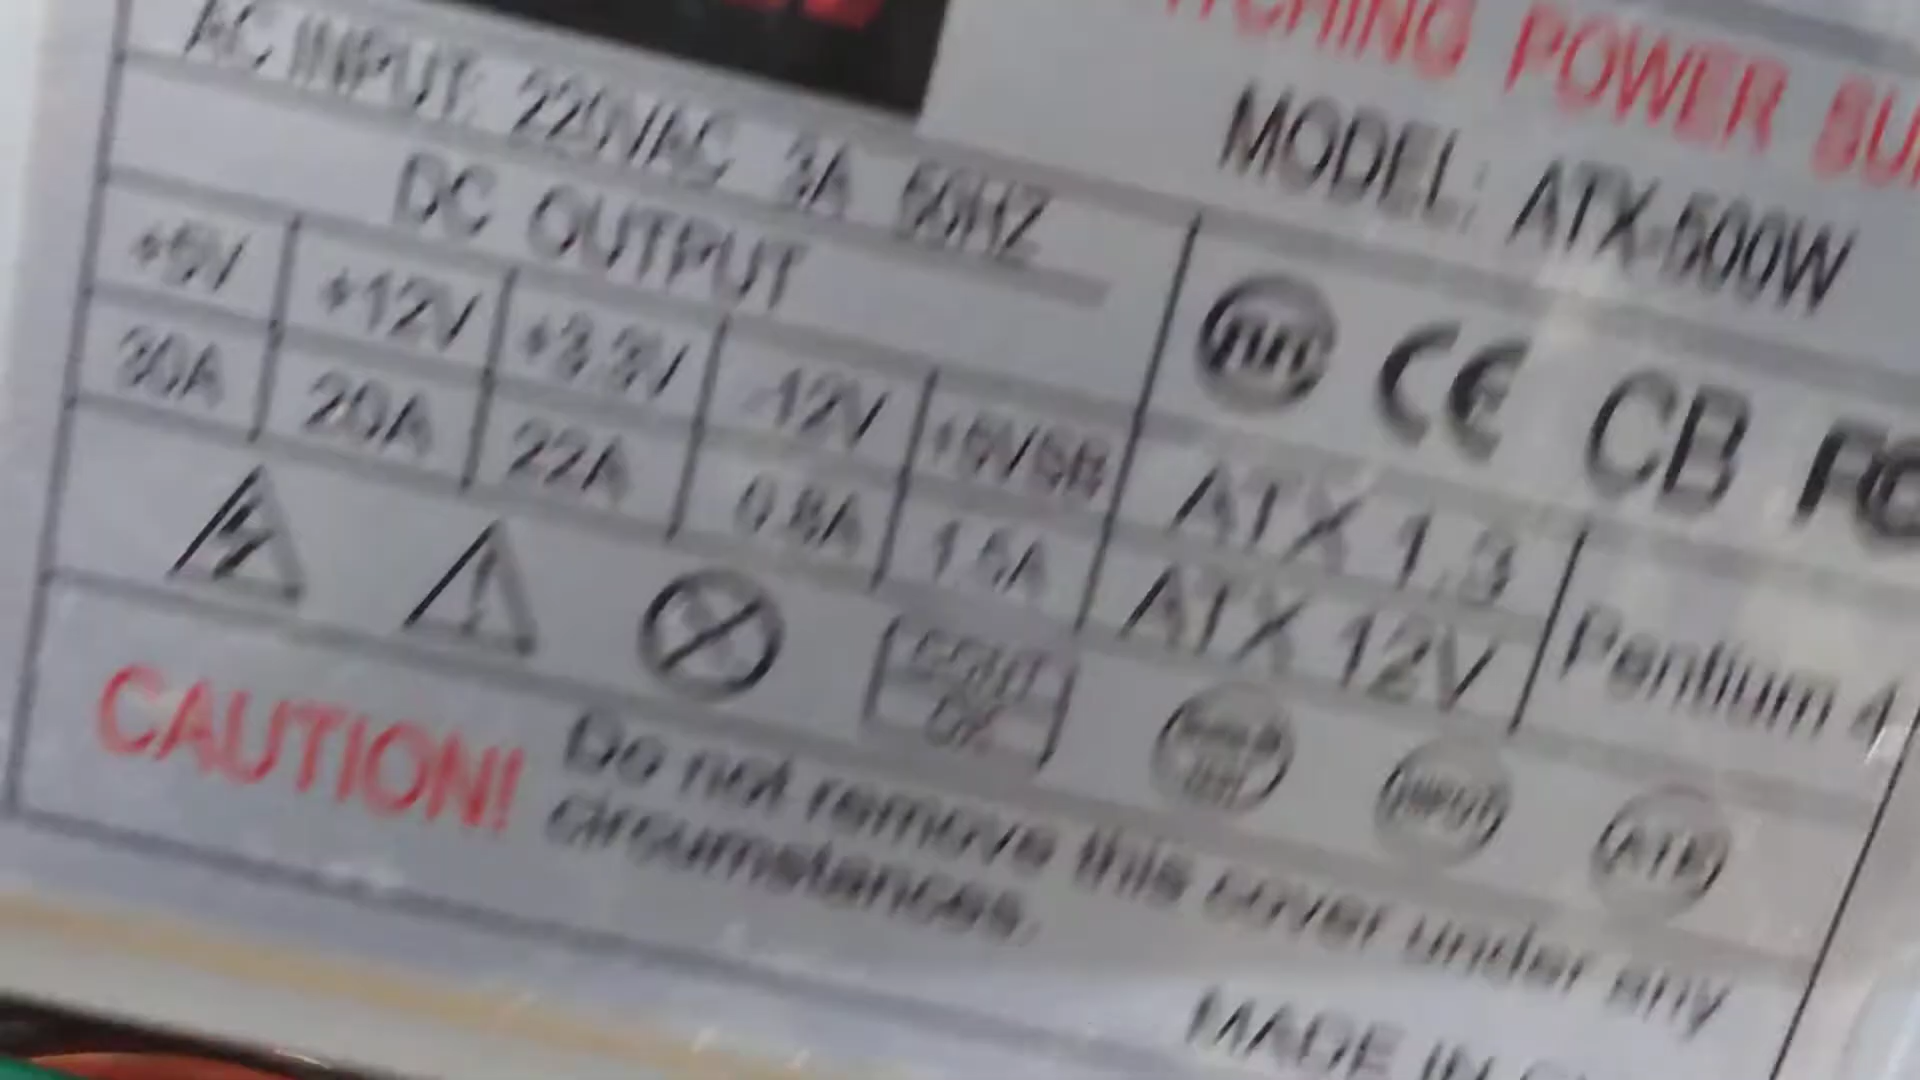 AC INPUT: 220VAC 3A 50HZ
DC OUTPUT
+5V +12V +3.3V -12V +5VSB
30A 20A 22A 0.8A 1.5A
POWER
MODEL: ATX-500W
CE CB
ATX 1.3
ATX 12V
Pentium 4
OK
CAUTION! Do not remove this cover under any
circumstances.
MADE IN